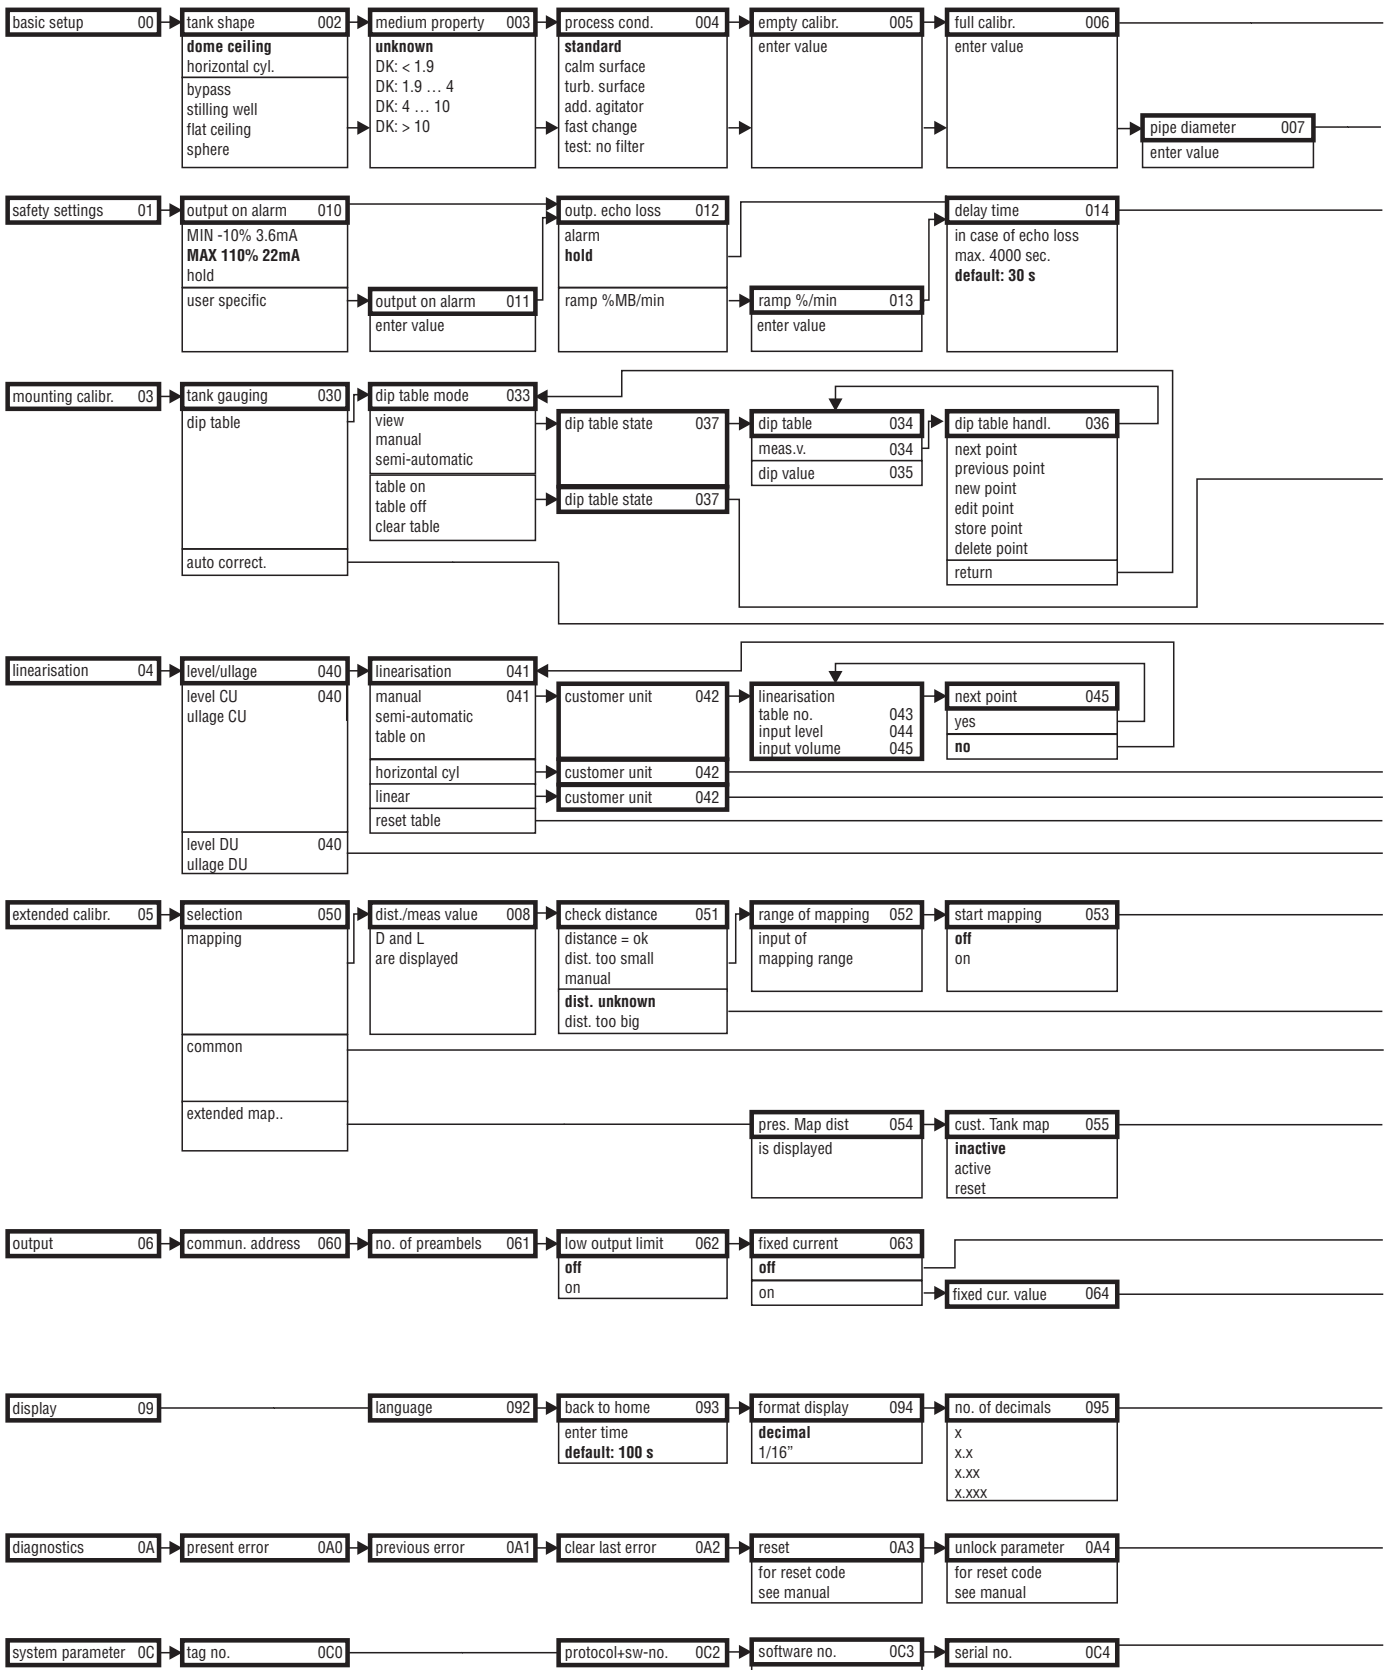 basic setup 00
tank shape 002
dome ceiling
horizontal cyl.
bypass
stilling well
flat ceiling
sphere
medium property 003
unknown
DK: < 1.9
DK: 1.9 … 4
DK: 4 … 10
DK: > 10
process cond. 004
standard
calm surface
turb. surface
add. agitator
fast change
test: no filter
empty calibr. 005
enter value
full calibr. 006
enter value
pipe diameter 007
enter value
safety settings 01
output on alarm 010
MIN -10% 3.6mA
MAX 110% 22mA
hold
user specific
output on alarm 011
enter value
outp. echo loss 012
alarm
hold
ramp %MB/min
ramp %/min 013
enter value
delay time 014
in case of echo loss
max. 4000 sec.
default: 30 s
mounting calibr. 03
tank gauging 030
dip table
auto correct.
dip table mode 033
view
manual
semi-automatic
table on
table off
clear table
dip table state 037
dip table state 037
dip table 034
meas.v. 034
dip value 035
dip table handl. 036
next point
previous point
new point
edit point
store point
delete point
return
linearisation 04
level/ullage 040
level CU 040
ullage CU
level DU 040
ullage DU
linearisation 041
manual 041
semi-automatic
table on
horizontal cyl
linear
reset table
customer unit 042
customer unit 042
customer unit 042
linearisation
table no. 043
input level 044
input volume 045
next point 045
yes
no
extended calibr. 05
selection 050
mapping
common
extended map..
dist./meas value 008
D and L
are displayed
check distance 051
distance = ok
dist. too small
manual
dist. unknown
dist. too big
range of mapping 052
input of
mapping range
start mapping 053
off
on
pres. Map dist 054
is displayed
cust. Tank map 055
inactive
active
reset
output 06
commun. address 060
no. of preambels 061
low output limit 062
off
on
fixed current 063
off
on
fixed cur. value 064
display 09
language 092
back to home 093
enter time
default: 100 s
format display 094
decimal
1/16”
no. of decimals 095
x
x.x
x.xx
x.xxx
diagnostics 0A
present error 0A0
previous error 0A1
clear last error 0A2
reset 0A3
for reset code
see manual
unlock parameter 0A4
for reset code
see manual
system parameter 0C
tag no. 0C0
protocol+sw-no. 0C2
software no. 0C3
serial no. 0C4